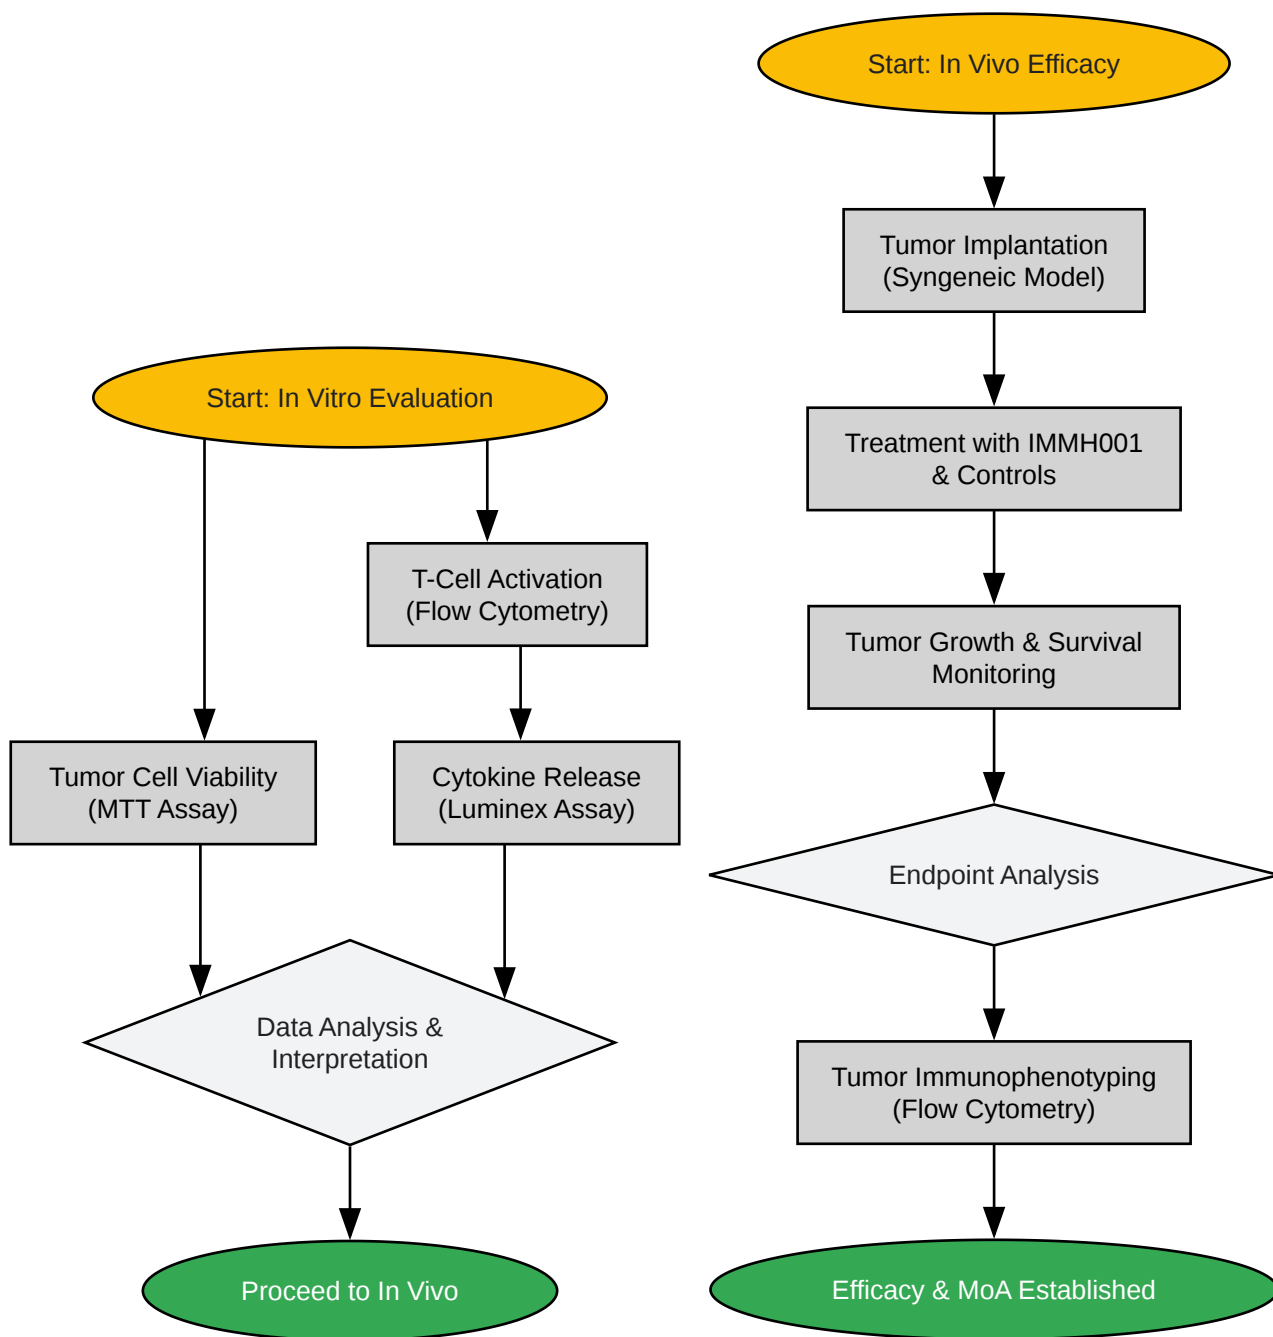 Start: In Vitro Evaluation
T-Cell Activation
(Flow Cytometry)
Tumor Cell Viability
(MTT Assay)
Cytokine Release
(Luminex Assay)
Data Analysis &
Interpretation
Proceed to In Vivo
Start: In Vivo Efficacy
Tumor Implantation
(Syngeneic Model)
Treatment with IMMH001
& Controls
Tumor Growth & Survival
Monitoring
Endpoint Analysis
Tumor Immunophenotyping
(Flow Cytometry)
Efficacy & MoA Established